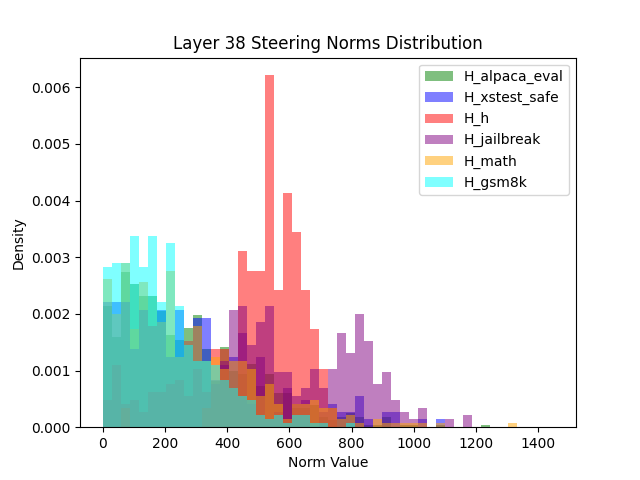 Layer 38 Steering Norms Distribution
H_alpaca_eval
H_xstest_safe
H_h
H_jailbreak
H_math
H_gsm8k
0.006
0.005
0.004
0.003
0.002
0.001
0.000
Density
0 200 400 600 800 1000 1200 1400
Norm Value